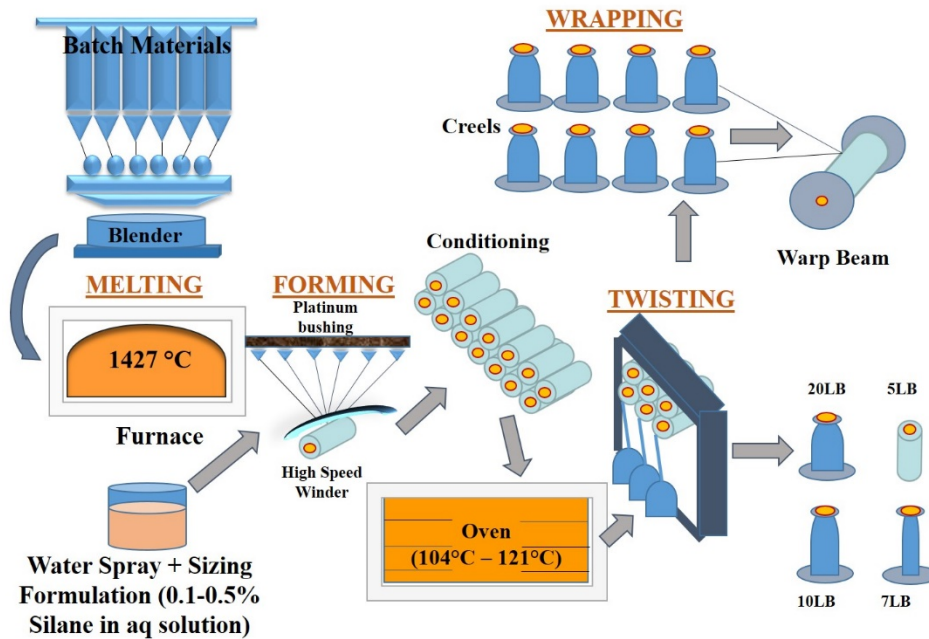 WRAPPING
Batch Materials
Creels
Blender
Conditioning
Warp Beam
MELTING
FORMING
TWISTING
Platinum
bushing
1427 °C
20LB
5LB
Furnace
High Speed
Winder
Oven
(104°C – 121°C)
Water Spray + Sizing
Formulation (0.1-0.5%
Silane in aq solution)
10LB
7LB